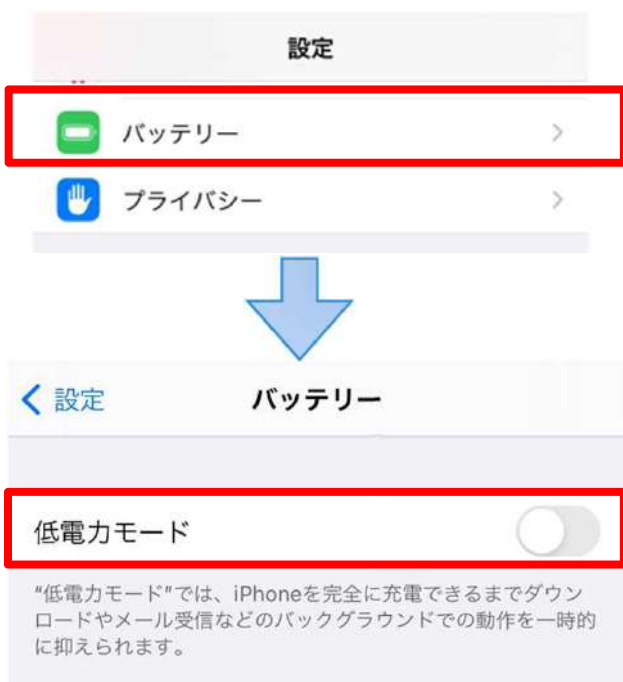 設定
バッテリー
プライバシー
設定
バッテリー
低電力モード
“低電力モード”では、iPhoneを完全に充電できるまでダウン
ロードやメール受信などのバックグラウンドでの動作を一時的
に抑えられます。